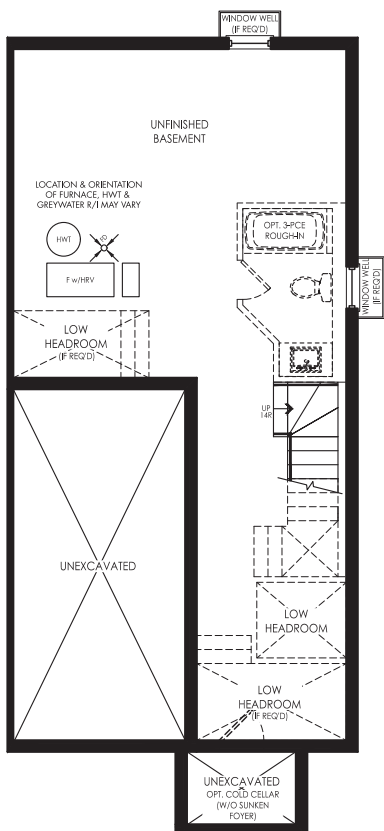 WINDOW WELL
(IF REQ'D)
UNFINISHED
BASEMENT
LOCATION & ORIENTATION
OF FURNACE, HWT &
GREYWATER R/I MAY VARY
HWT
FD
F w/HRV
OPT. 3-PCE
ROUGH-IN
WINDOW WELL
(IF REQ'D)
LOW
HEADROOM
(IF REQ'D)
UP
14R
UNEXCAVATED
LOW
HEADROOM
LOW
HEADROOM
(IF REQ'D)
UNEXCAVATED
OPT. COLD CELLAR
(W/O SUNKEN
FOYER)